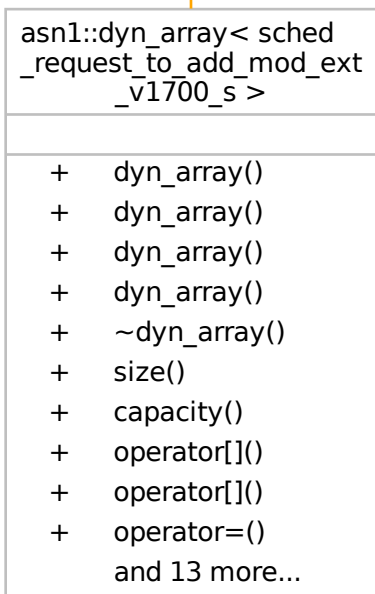 asn1::dyn_array< sched
_request_to_add_mod_ext
_v1700_s >
+ dyn_array()
+ dyn_array()
+ dyn_array()
+ dyn_array()
+ ~dyn_array()
+ size()
+ capacity()
+ operator[]()
+ operator[]()
+ operator=()
and 13 more...